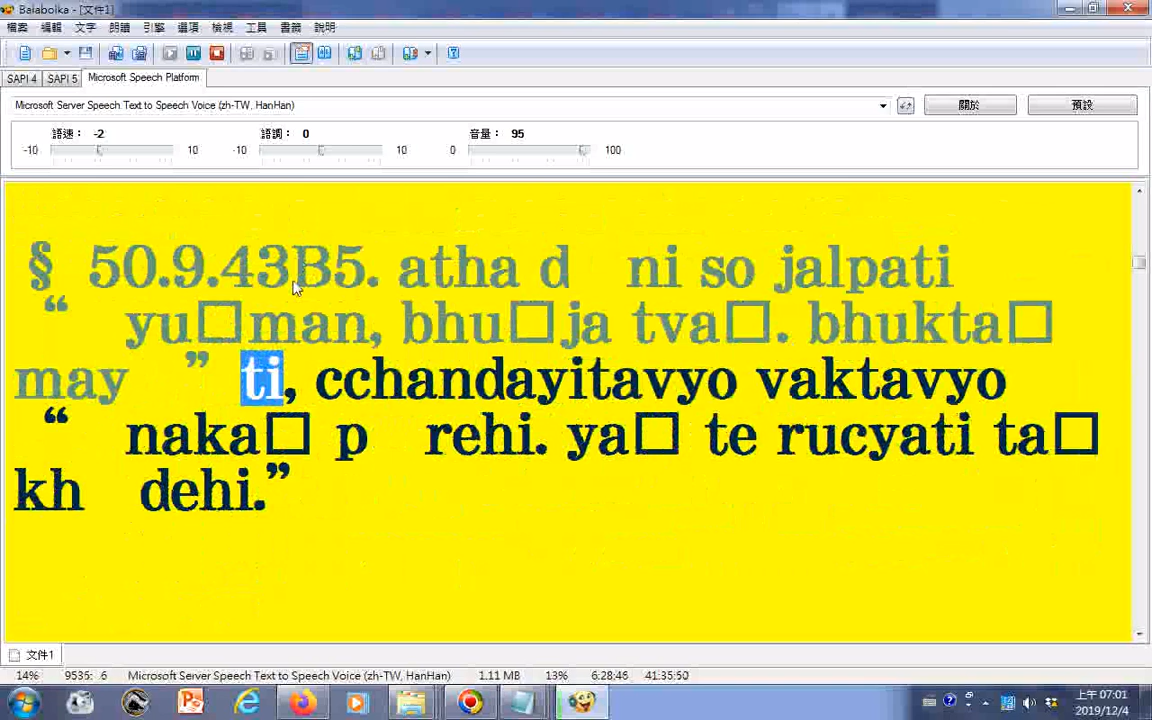 Balabolka - [文件1]
檔案 編輯 文字 朗讀 引擎 選項 檢視 工具 書籤 說明
SAPI 4 SAPI 5 Microsoft Speech Platform
Microsoft Server Speech Text to Speech Voice (zh-TW, HanHan) 關於 預設
語速： -2 語調： 0 音量： 95
-10 10 -10 10 0 100
§ 50.9.43B5. atha d ni so jalpati
“ yu□man, bhu□ja tva□. bhukta□
may ” ti, cchandayitavyo vaktavyo
“ naka□ p rehi. ya□ te rucyati ta□
kh dehi.”
文件1
14% 9535: 6 Microsoft Server Speech Text to Speech Voice (zh-TW, HanHan) 1.11 MB 13% 6:28:46 41:35:50
上午 07:01
2019/12/4